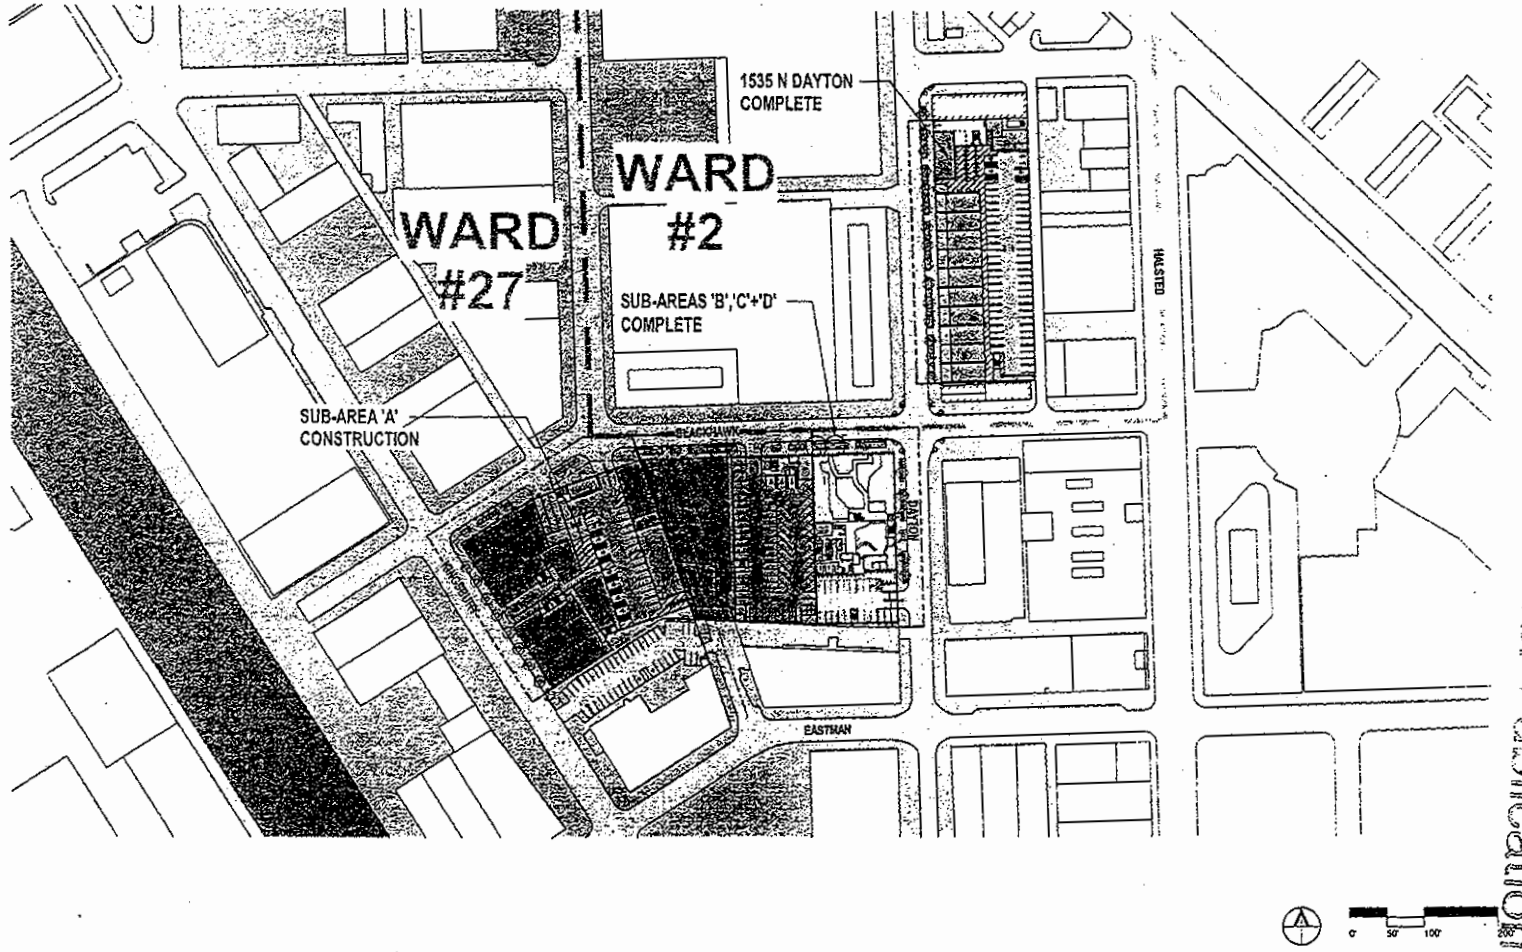 1535 N DAYTON
COMPLETE
WARD
#2
WARD
#27
HALSTED
SUB-AREAS 'B','C'+'D'
COMPLETE
SUB-AREA 'A'
CONSTRUCTION
BLACKHAWK
DAYTON
EASTMAN
0' 50' 100' 200'